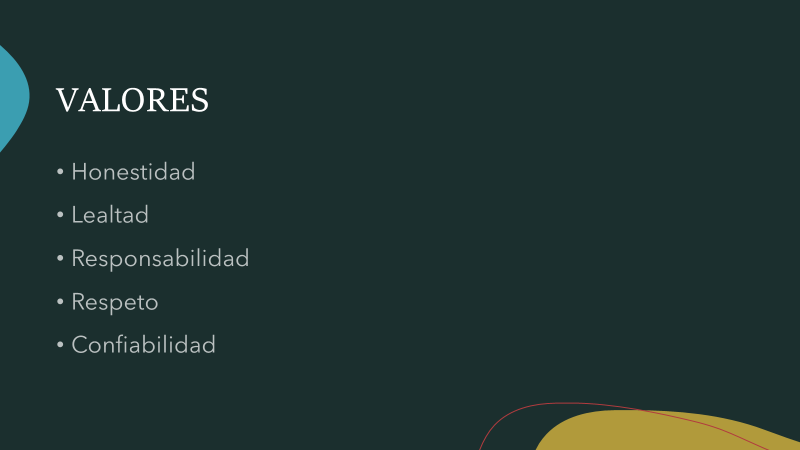 VALORES
• Honestidad
• Lealtad
• Responsabilidad
• Respeto
• Confiabilidad